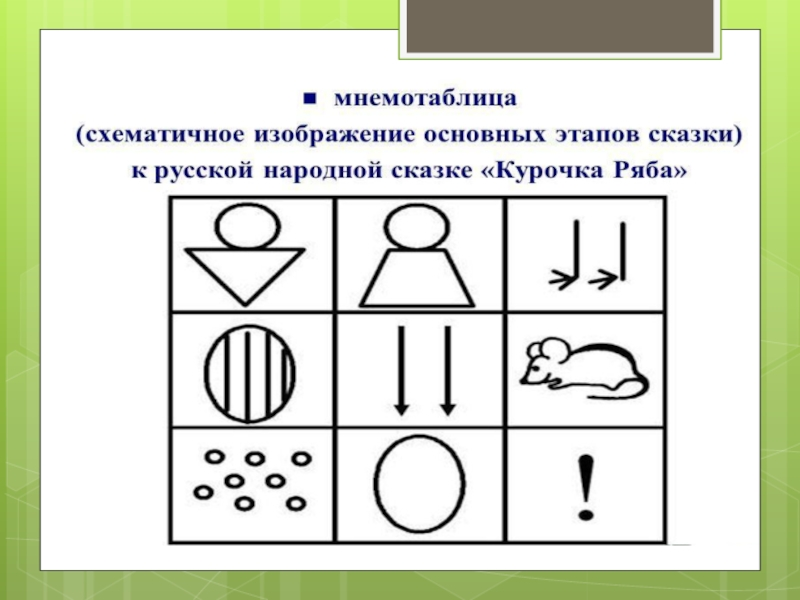 мнемотаблица
(схематичное изображение основных этапов сказки)
к русской народной сказке «Курочка Ряба»
!